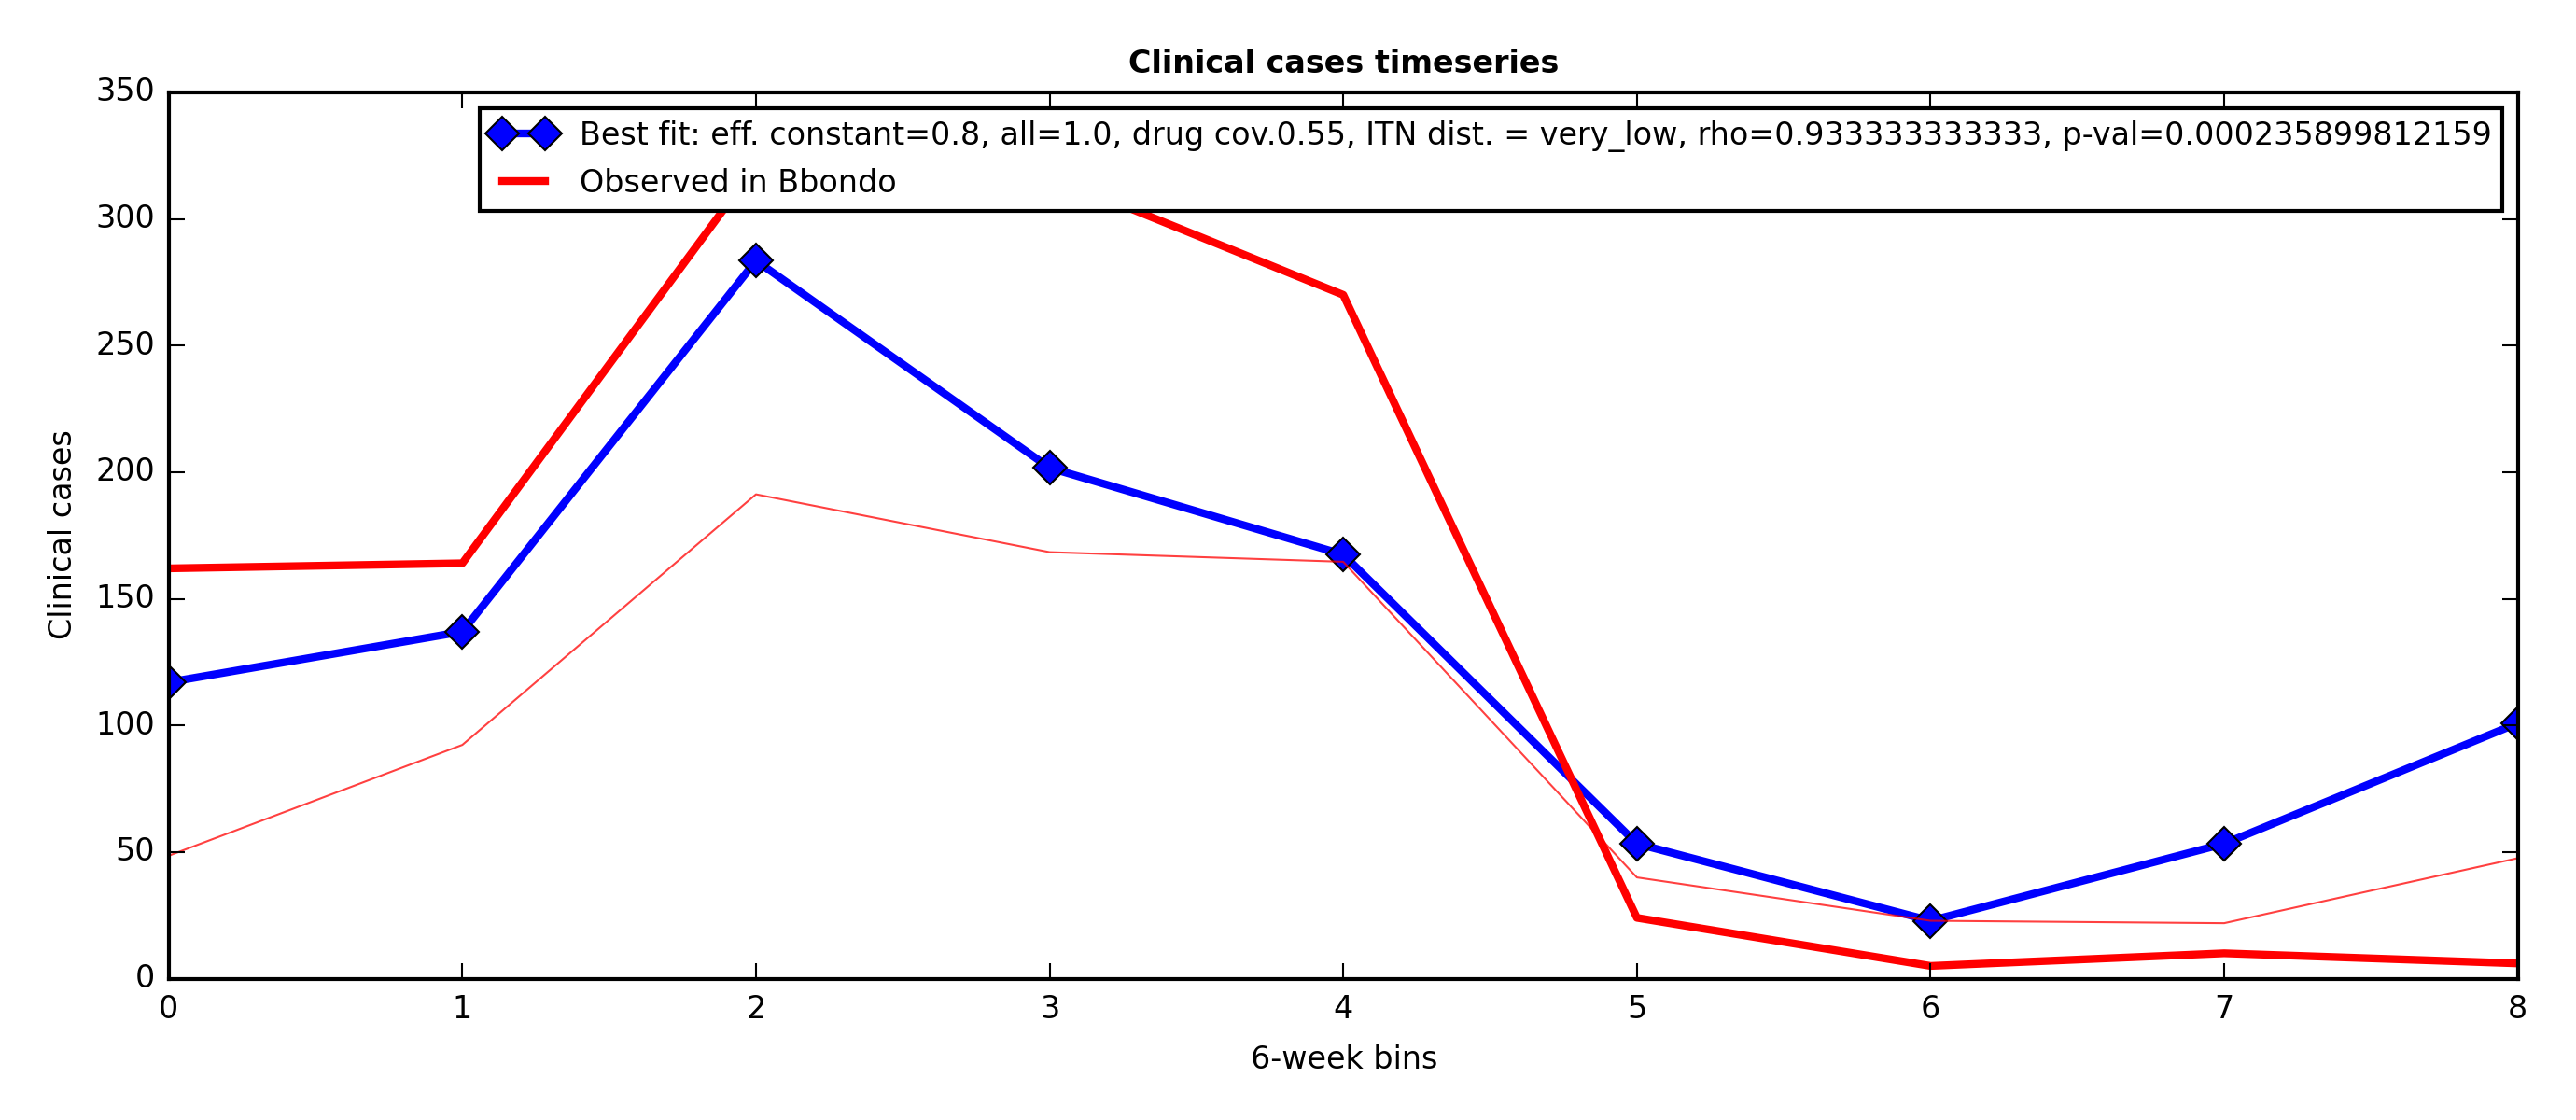 Clinical cases timeseries
Best fit: eff. constant=0.8, all=1.0, drug cov.0.55, ITN dist. = very_low, rho=0.933333333333, p-val=0.000235899812159
Observed in Bbondo
350
300
250
200
150
100
50
0
Clinical cases
0 1 2 3 4 5 6 7 8
6-week bins